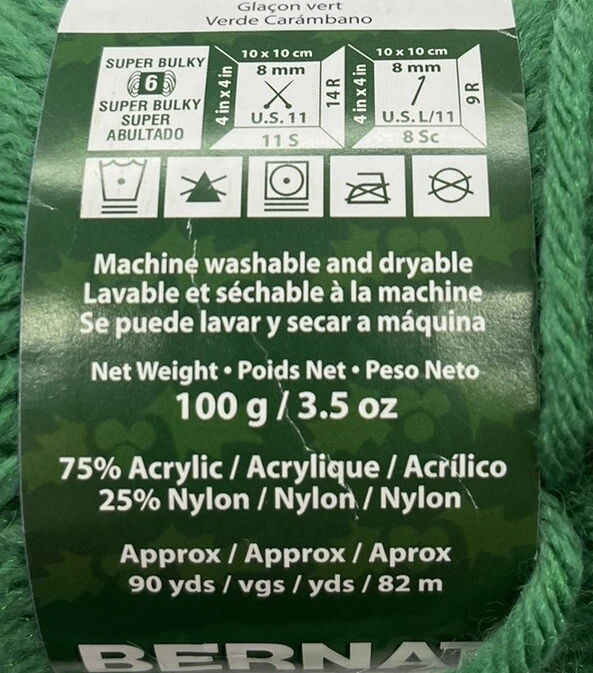 Glaçon vert
Verde Carámbano
SUPER BULKY
6
SUPER BULKY
SUPER
ABULTADO
10 x 10 cm
4 in x 4 in
8 mm
U.S. 11
14 R
11 S
10 x 10 cm
4 in x 4 in
8 mm
U.S. L/11
9 R
8 Sc
Machine washable and dryable
Lavable et séchable à la machine
Se puede lavar y secar a máquina
Net Weight • Poids Net • Peso Neto
100 g / 3.5 oz
75% Acrylic / Acrylique / Acrílico
25% Nylon / Nylon / Nylon
Approx / Approx / Aprox
90 yds / vgs / yds / 82 m
BERNAT